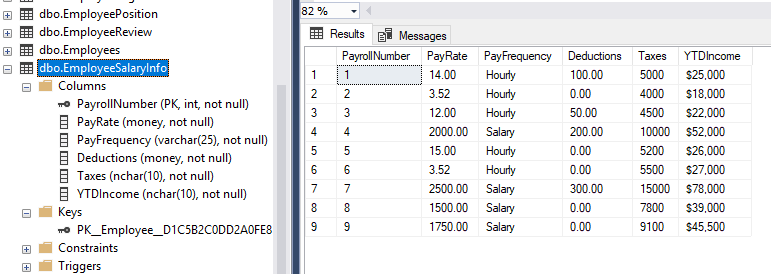 dbo.EmployeePosition
dbo.EmployeeReview
dbo.Employees
dbo.EmployeeSalaryInfo
Columns
PayrollNumber (PK, int, not null)
PayRate (money, not null)
PayFrequency (varchar(25), not null)
Deductions (money, not null)
Taxes (nchar(10), not null)
YTDIncome (nchar(10), not null)
Keys
PK__Employee__D1C5B2C0DD2A0FE8
Constraints
Triggers
82 %
Results Messages
PayrollNumber PayRate PayFrequency Deductions Taxes YTDIncome
1 1 14.00 Hourly 100.00 5000 $25,000
2 2 3.52 Hourly 0.00 4000 $18,000
3 3 12.00 Hourly 50.00 4500 $22,000
4 4 2000.00 Salary 200.00 10000 $52,000
5 5 15.00 Hourly 0.00 5200 $26,000
6 6 3.52 Hourly 0.00 5500 $27,000
7 7 2500.00 Salary 300.00 15000 $78,000
8 8 1500.00 Salary 0.00 7800 $39,000
9 9 1750.00 Salary 0.00 9100 $45,500